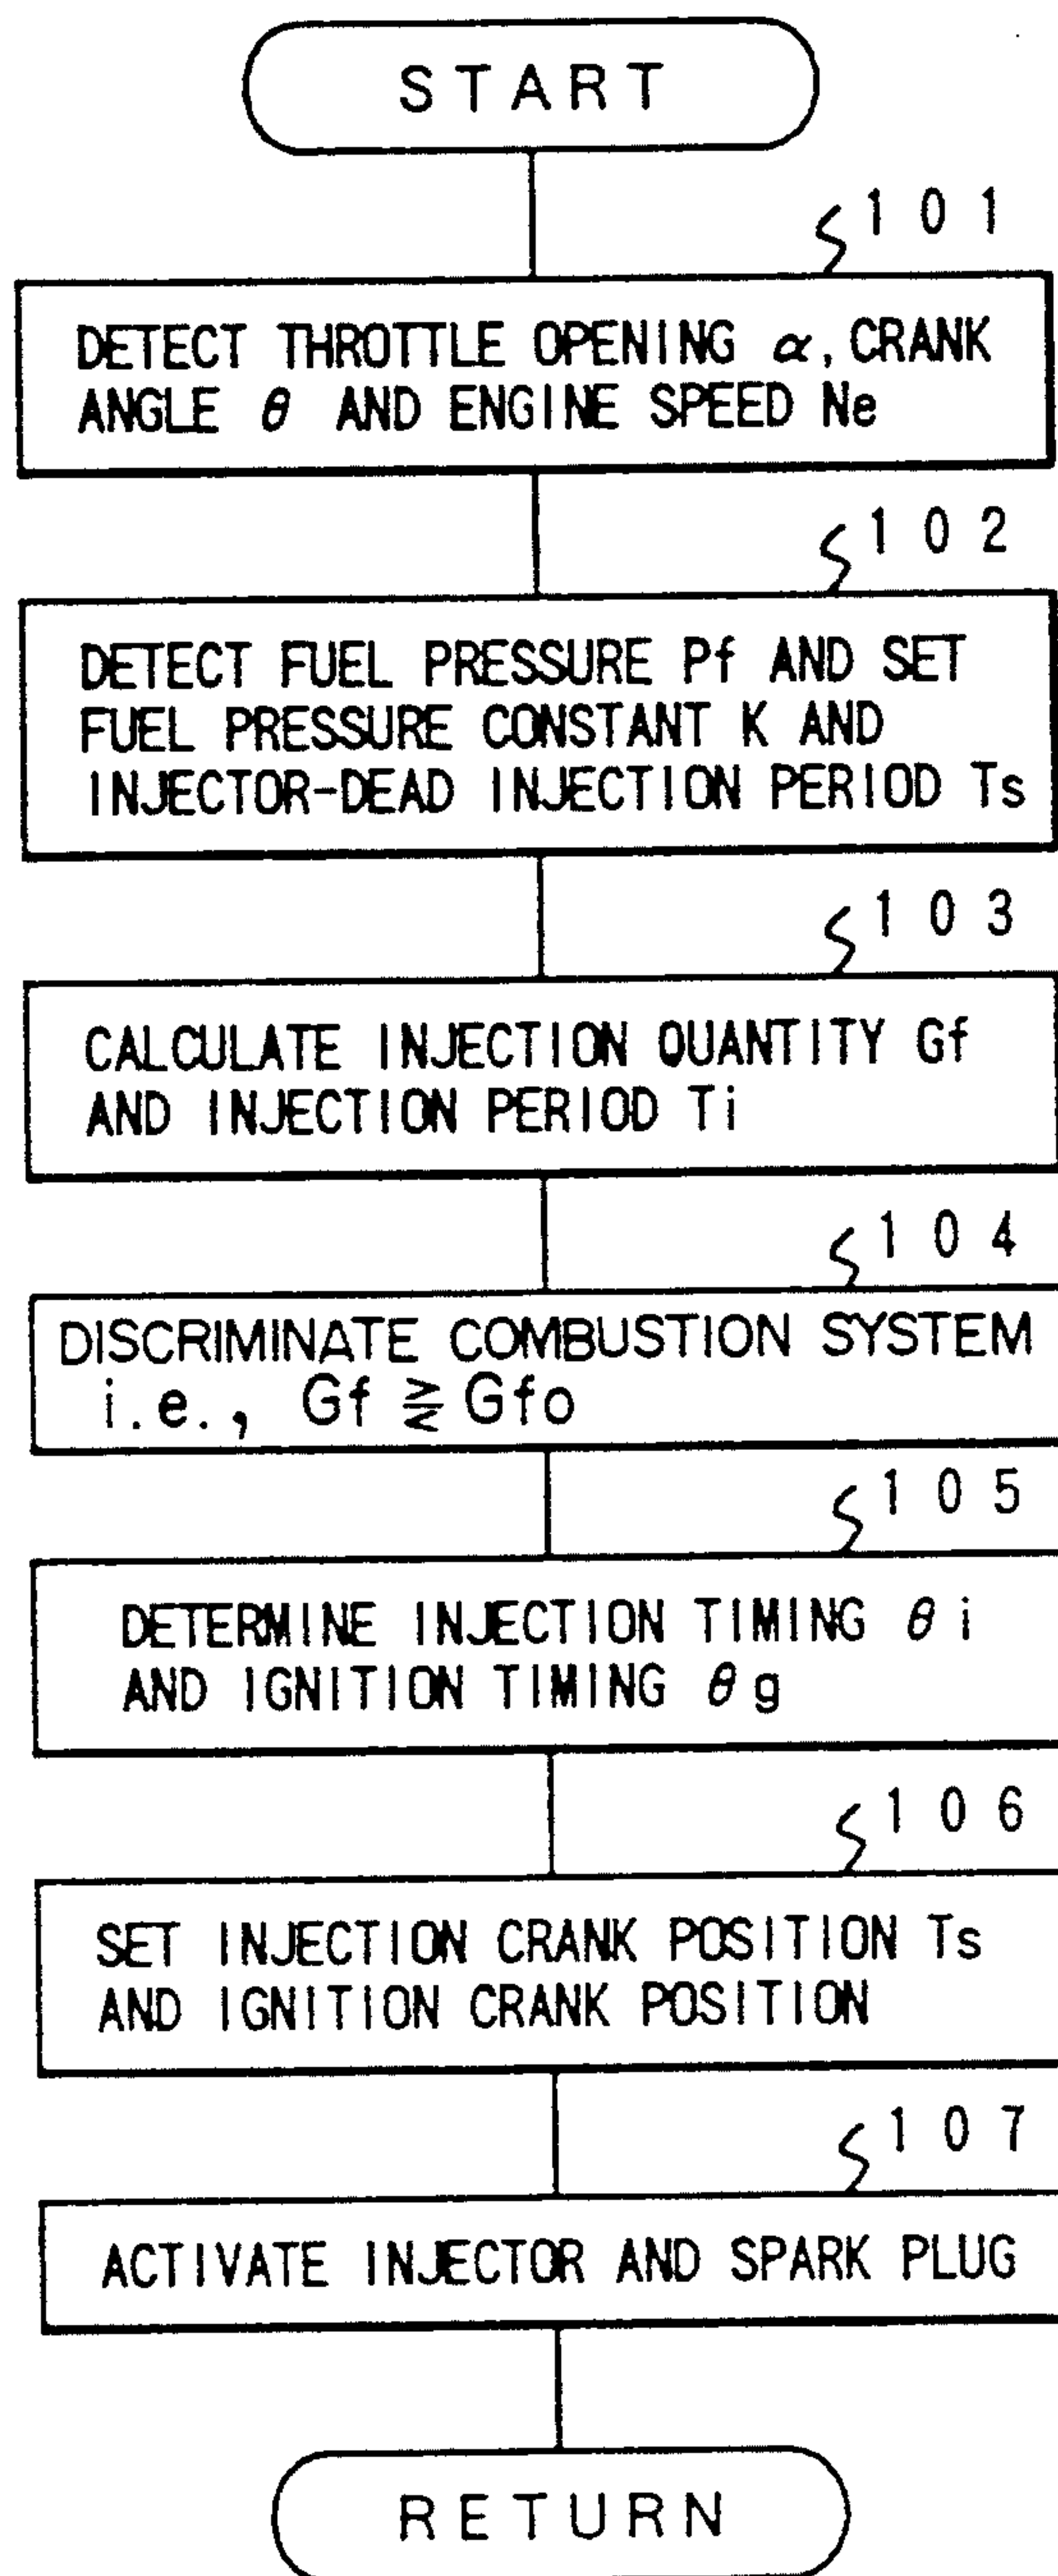 START
101
DETECT THROTTLE OPENING α, CRANK
ANGLE θ AND ENGINE SPEED Ne
102
DETECT FUEL PRESSURE Pf AND SET
FUEL PRESSURE CONSTANT K AND
INJECTOR-DEAD INJECTION PERIOD Ts
103
CALCULATE INJECTION QUANTITY Gf
AND INJECTION PERIOD Ti
104
DISCRIMINATE COMBUSTION SYSTEM
i.e., Gf ⪌ Gfo
105
DETERMINE INJECTION TIMING θi
AND IGNITION TIMING θg
106
SET INJECTION CRANK POSITION Ts
AND IGNITION CRANK POSITION
107
ACTIVATE INJECTOR AND SPARK PLUG
RETURN